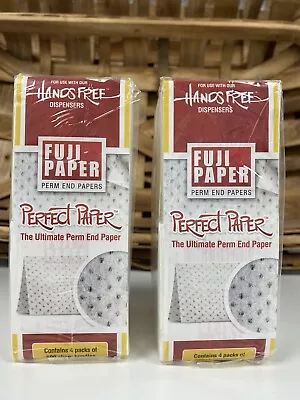 FOR USE WITH OUR
HANDS FREE
DISPENSERS
FUJI
PAPER
PERM END PAPERS
PERFECT PAPER™
The Ultimate Perm End Paper
Contains 4 packs of
FOR USE WITH OUR
HANDS FREE
DISPENSERS
FUJI
PAPER
PERM END PAPERS
PERFECT PAPER™
The Ultimate Perm End Paper
Contains 4 packs of